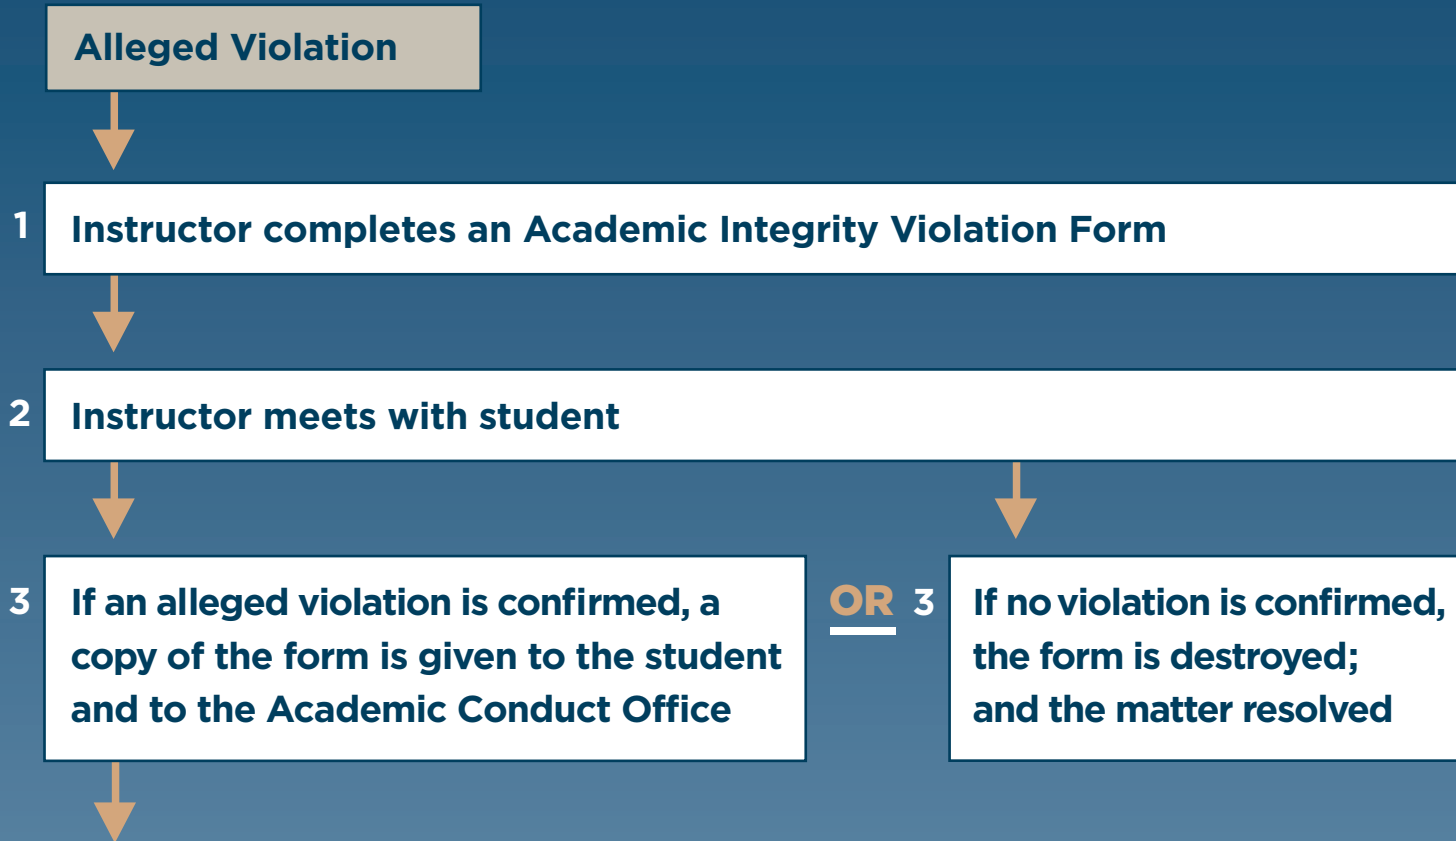 Alleged Violation
1 Instructor completes an Academic Integrity Violation Form
2 Instructor meets with student
3 If an alleged violation is confirmed, a
copy of the form is given to the student
and to the Academic Conduct Office
OR
3 If no violation is confirmed,
the form is destroyed;
and the matter resolved